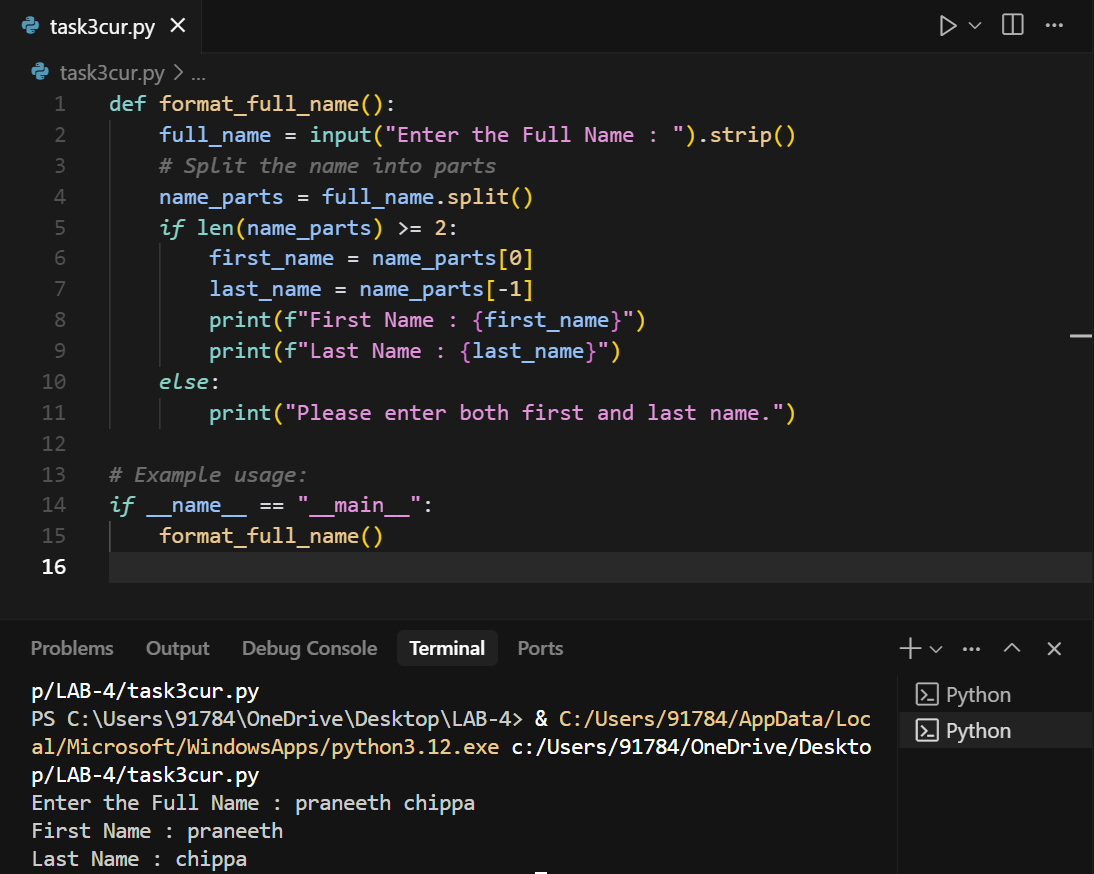 task3cur.py
task3cur.py > ...
1 def format_full_name():
2     full_name = input("Enter the Full Name : ").strip()
3     # Split the name into parts
4     name_parts = full_name.split()
5     if len(name_parts) >= 2:
6         first_name = name_parts[0]
7         last_name = name_parts[-1]
8         print(f"First Name : {first_name}")
9         print(f"Last Name : {last_name}")
10     else:
11         print("Please enter both first and last name.")
12
13 # Example usage:
14 if __name__ == "__main__":
15     format_full_name()
16
Problems Output Debug Console Terminal Ports
p/LAB-4/task3cur.py
PS C:\Users\91784\OneDrive\Desktop\LAB-4> & C:/Users/91784/AppData/Loc
al/Microsoft/WindowsApps/python3.12.exe c:/Users/91784/OneDrive/Deskto
p/LAB-4/task3cur.py
Enter the Full Name : praneeth chippa
First Name : praneeth
Last Name : chippa
Python
Python